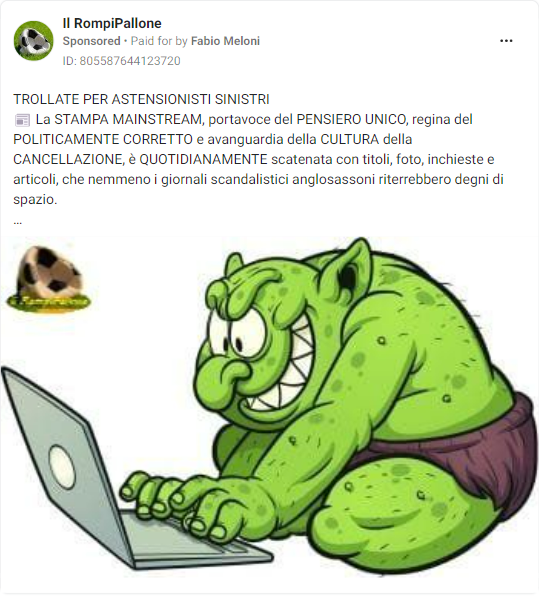 Il RompiPallone
Sponsored • Paid for by Fabio Meloni
ID: 805587644123720
TROLLATE PER ASTENSIONISTI SINISTRI
📰 La STAMPA MAINSTREAM, portavoce del PENSIERO UNICO, regina del
POLITICAMENTE CORRETTO e avanguardia della CULTURA della
CANCELLAZIONE, è QUOTIDIANAMENTE scatenata con titoli, foto, inchieste e
articoli, che nemmeno i giornali scandalistici anglosassoni riterrebbero degni di
spazio.
...
Il RompiPallone